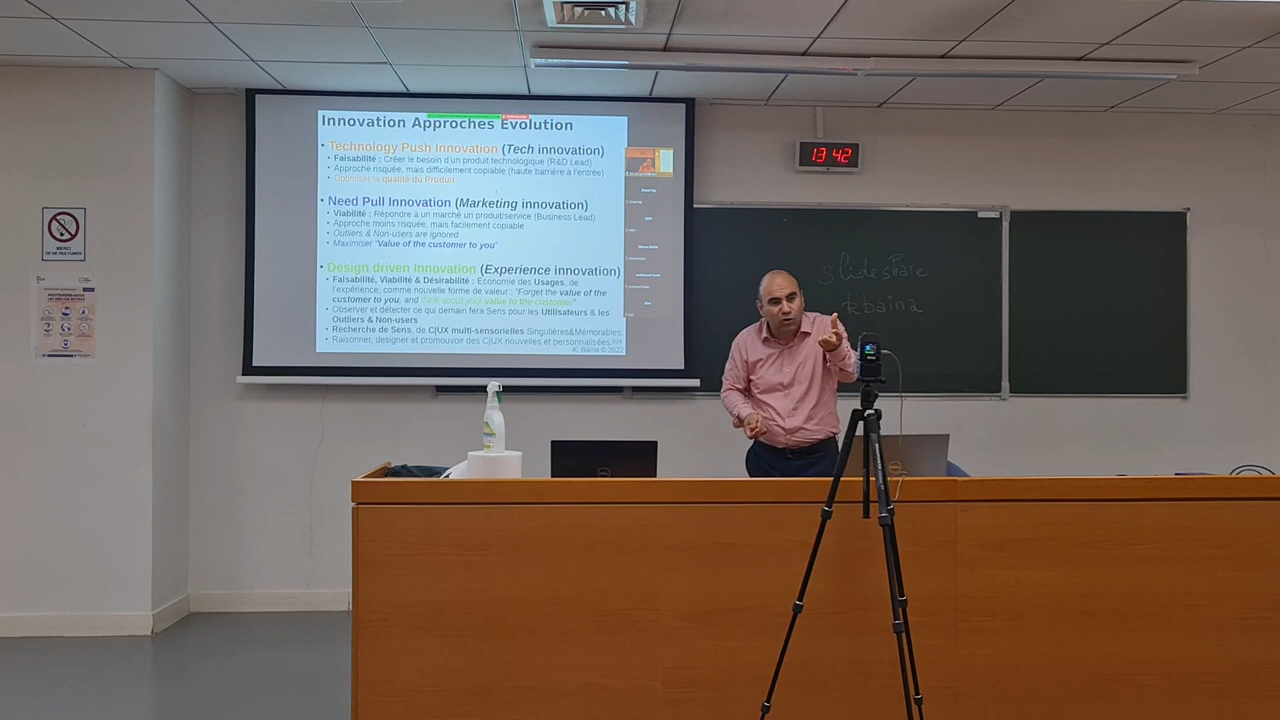 Innovation Approches Evolution
• Technology Push Innovation (Tech innovation)
• Faisabilité : Créer le besoin d'un produit technologique (R&D Lead)
• Approche risquée, mais difficilement copiable (haute barrière à l'entrée)
• Optimiser la qualité du Produit
• Need Pull Innovation (Marketing innovation)
• Viabilité : Répondre à un marché un produit/service (Business Lead)
• Approche moins risquée, mais facilement copiable
• Outliers & Non-users are ignored
• Maximiser "Value of the customer to you"
• Design driven Innovation (Experience innovation)
• Faisabilité, Viabilité & Désirabilité : Economie des Usages, de
l'expérience, comme nouvelle forme de valeur : "Forget the value of the
customer to you, and think about your value to the customer"
• Observer et détecter ce qui demain fera Sens pour les Utilisateurs & les
Outliers & Non-users
• Recherche de Sens, de C|UX multi-sensorielles Singulières&Mémorables
• Raisonner, designer et promouvoir des C|UX nouvelles et personnalisées
K. Baïna © 2022
13 42
slideshare
kbaina
MERCI
DE NE PAS FUMER
DELL